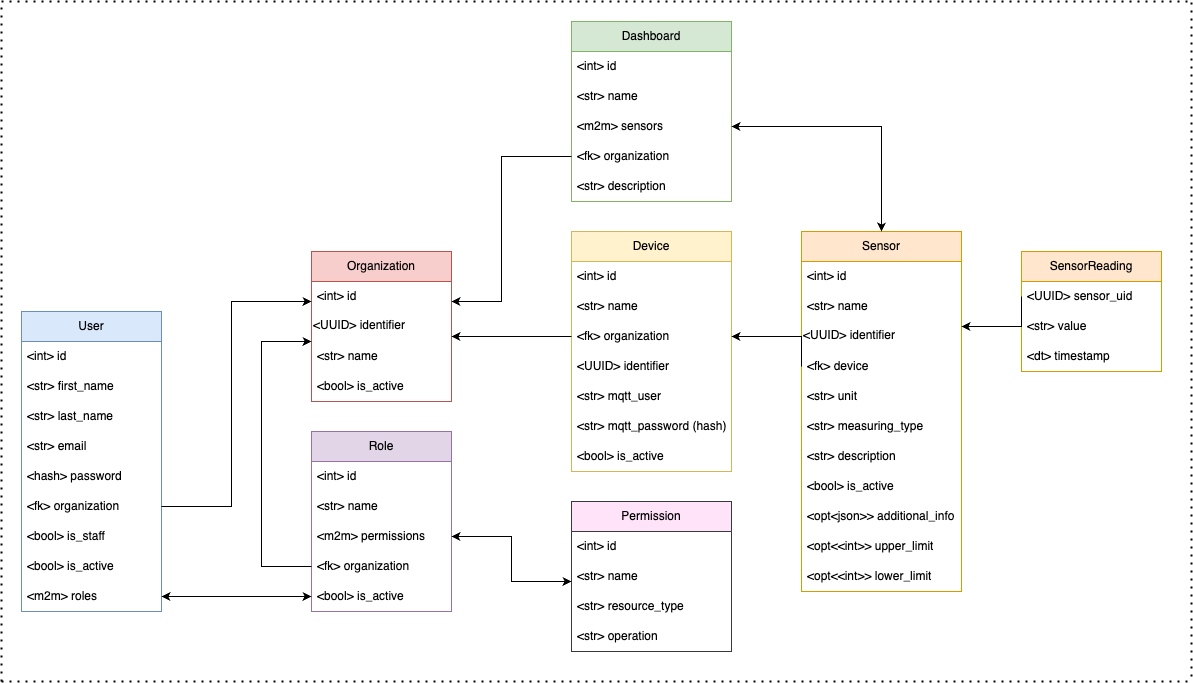 Dashboard
<int> id
<str> name
<m2m> sensors
<fk> organization
<str> description
Organization
<int> id
<UUID> identifier
<str> name
<bool> is_active
Device
<int> id
<str> name
<fk> organization
<UUID> identifier
<str> mqtt_user
<str> mqtt_password (hash)
<bool> is_active
Sensor
<int> id
<str> name
<UUID> identifier
<fk> device
<str> unit
<str> measuring_type
<str> description
<bool> is_active
<opt<json>> additional_info
<opt<<int>> upper_limit
<opt<<int>> lower_limit
SensorReading
<UUID> sensor_uid
<str> value
<dt> timestamp
User
<int> id
<str> first_name
<str> last_name
<str> email
<hash> password
<fk> organization
<bool> is_staff
<bool> is_active
<m2m> roles
Role
<int> id
<str> name
<m2m> permissions
<fk> organization
<bool> is_active
Permission
<int> id
<str> name
<str> resource_type
<str> operation